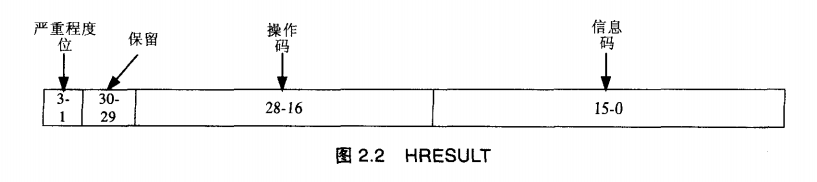 严重程度
位
保留
操作
码
信息
码
3-
1
30-
29
28-16
15-0
图 2.2 HRESULT